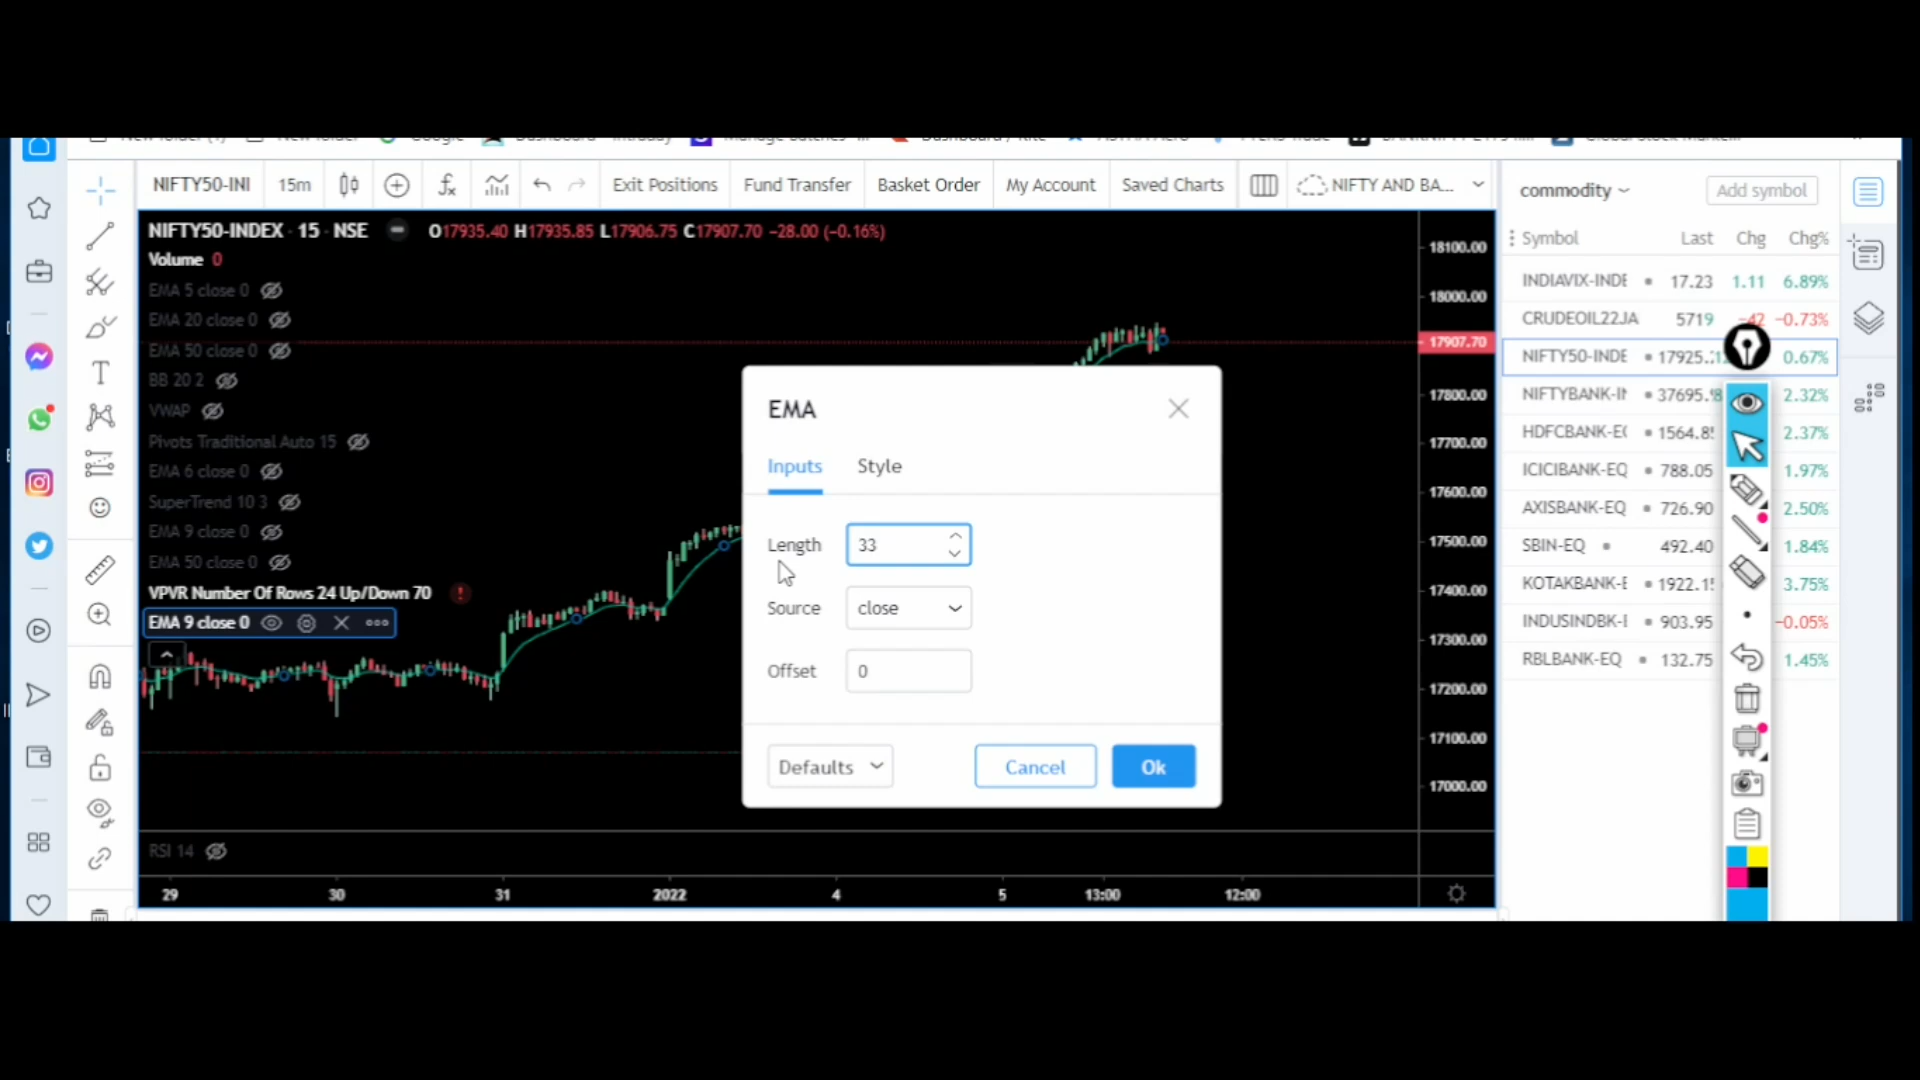 NIFTY50-INI 15m Exit Positions Fund Transfer Basket Order My Account Saved Charts NIFTY AND BA...
commodity Add symbol
NIFTY50-INDEX 15 NSE O17935.40 H17935.85 L17906.75 C17907.70 −28.00 (−0.16%)
Volume 0
EMA 5 close 0
EMA 20 close 0
EMA 50 close 0
BB 20 2
VWAP
Pivots Traditional Auto 15
EMA 6 close 0
SuperTrend 10 3
EMA 9 close 0
EMA 50 close 0
VPVR Number Of Rows 24 Up/Down 70
EMA 9 close 0
RSI 14
29 30 31 2022 4 5 13:00 12:00
18100.00
18000.00
17907.70
17800.00
17700.00
17600.00
17500.00
17400.00
17300.00
17200.00
17100.00
17000.00
EMA
Inputs Style
Length 33
Source close
Offset 0
Defaults Cancel Ok
Symbol Last Chg Chg%
INDIAVIX-INDE 17.23 1.11 6.89%
CRUDEOIL22JA 5719 −42 −0.73%
NIFTY50-INDE 17925. 0.67%
NIFTYBANK-IN 37695. 2.32%
HDFCBANK-E 1564.8 2.37%
ICICIBANK-EQ 788.05 1.97%
AXISBANK-EQ 726.90 2.50%
SBIN-EQ 492.40 1.84%
KOTAKBANK-E 1922.1 3.75%
INDUSINDBK-I 903.95 −0.05%
RBLBANK-EQ 132.75 1.45%